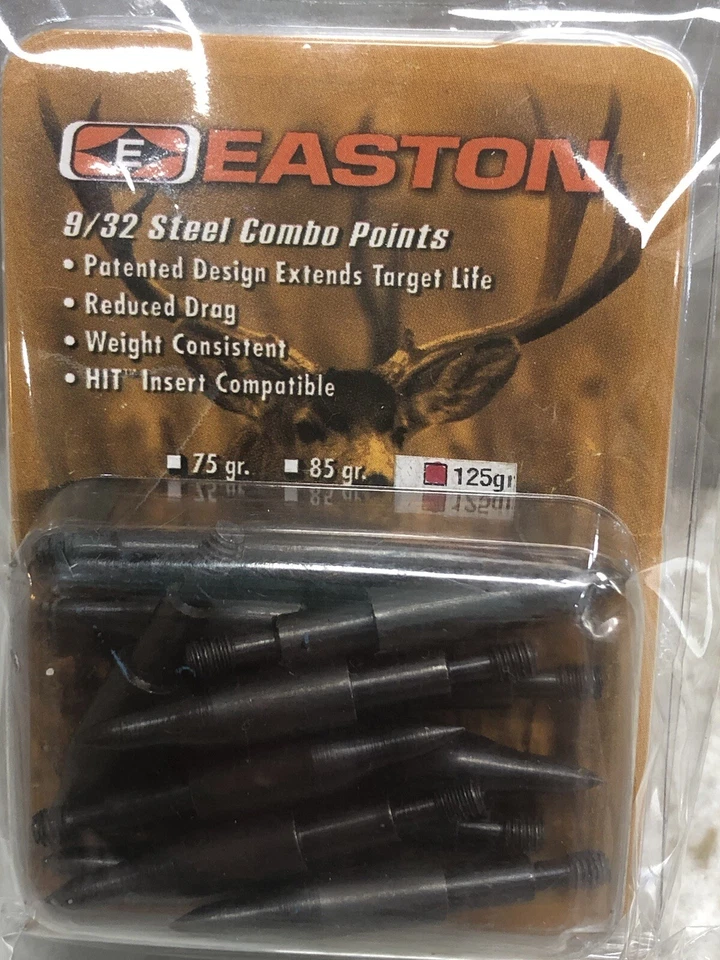 E EASTON
9/32 Steel Combo Points
• Patented Design Extends Target Life
• Reduced Drag
• Weight Consistent
• HIT™ Insert Compatible
75 gr. 85 gr. 125gr